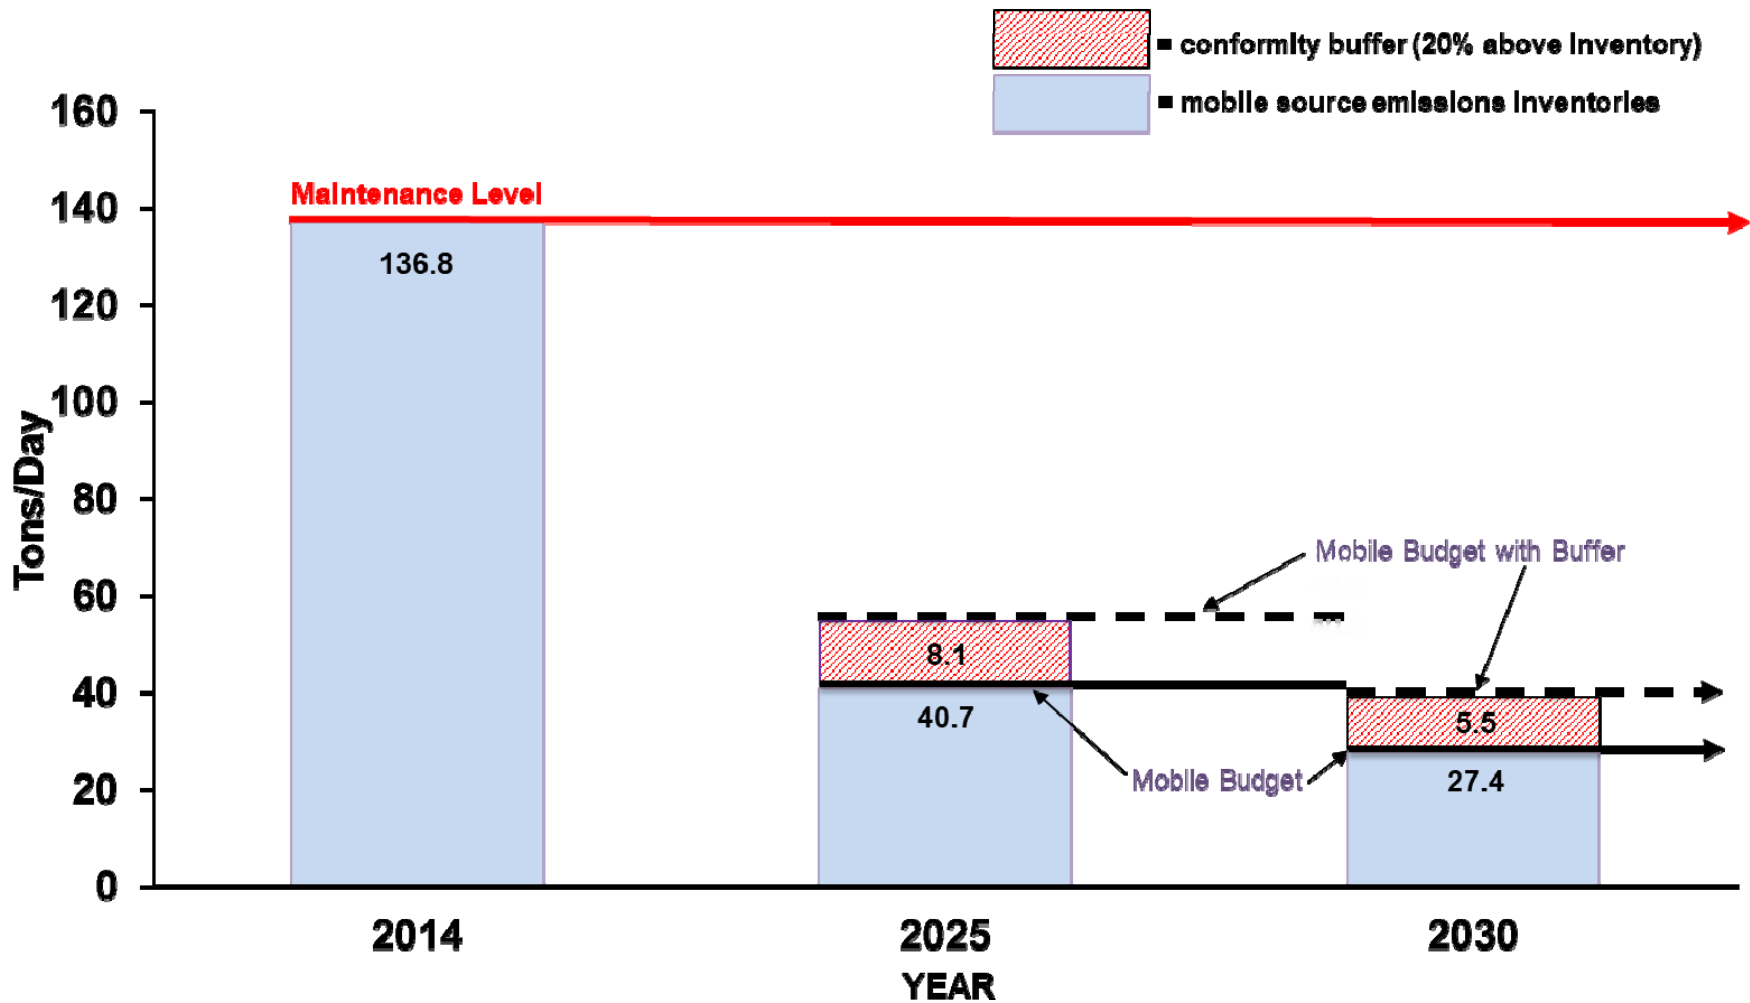 = conformity buffer (20% above inventory)
= mobile source emissions inventories
160
140
120
100
80
60
40
20
0
Tons/Day
Maintenance Level
136.8
8.1
40.7
5.5
27.4
Mobile Budget with Buffer
Mobile Budget
2014
2025
2030
YEAR